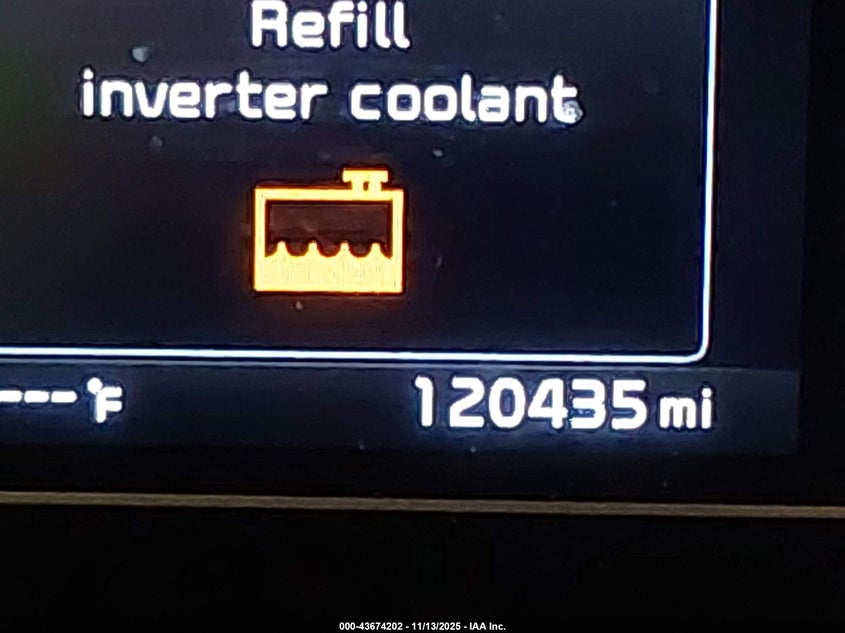 Refill
inverter coolant
---°F
120435 mi
000-43674202 - 11/13/2025 - IAA Inc.